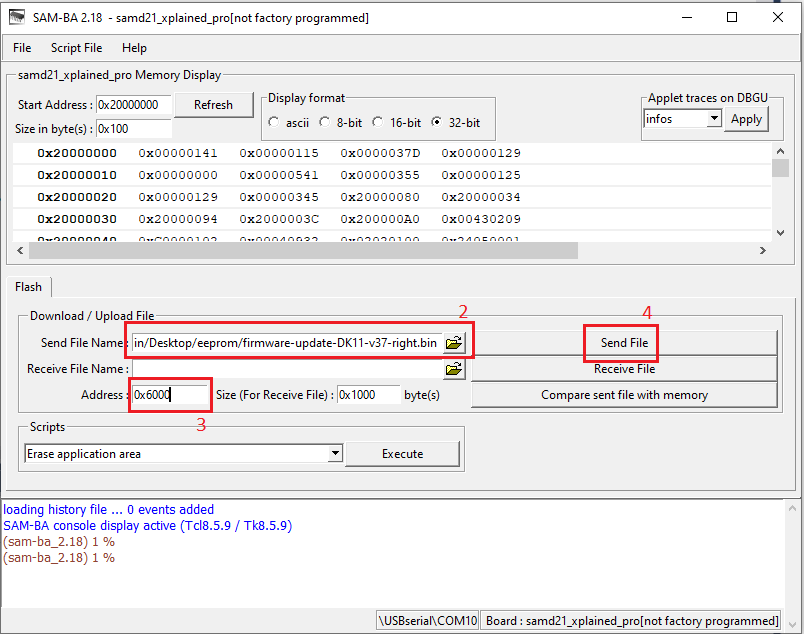 SAM-BA 2.18 - samd21_xplained_pro[not factory programmed]
File Script File Help
samd21_xplained_pro Memory Display
Start Address : 0x20000000 Refresh
Size in byte(s) : 0x100
Display format
ascii 8-bit 16-bit 32-bit
Applet traces on DBGU
infos Apply
0x20000000 0x00000141 0x00000115 0x0000037D 0x00000129
0x20000010 0x00000000 0x00000541 0x00000355 0x00000125
0x20000020 0x00000129 0x00000345 0x20000080 0x20000034
0x20000030 0x20000094 0x2000003C 0x200000A0 0x00430209
0x20000040 0xC0000102 0x00040932 0x02020100 0x24050001
Flash
Download / Upload File
2
4
Send File Name : in/Desktop/eeprom/firmware-update-DK11-v37-right.bin Send File
Receive File Name : Receive File
Address : 0x6000 Size (For Receive File) : 0x1000 byte(s) Compare sent file with memory
3
Scripts
Erase application area Execute
loading history file ... 0 events added
SAM-BA console display active (Tcl8.5.9 / Tk8.5.9)
(sam-ba_2.18) 1 %
(sam-ba_2.18) 1 %
\USBserial\COM10 Board : samd21_xplained_pro[not factory programmed]